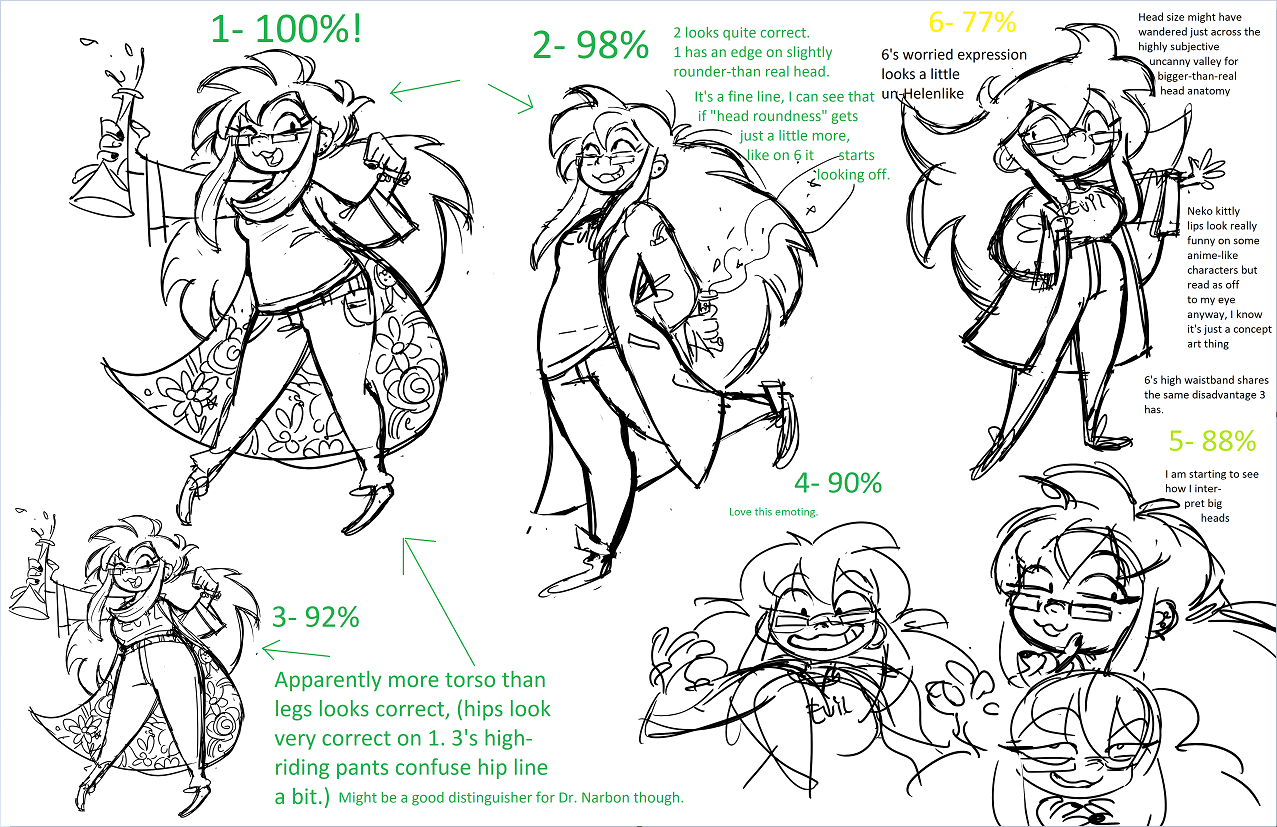 1- 100%!
2- 98%
2 looks quite correct.
1 has an edge on slightly
rounder-than real head.
It's a fine line, I can see that
if "head roundness" gets
just a little more,
like on 6 it starts
looking off.
6- 77%
6's worried expression
looks a little
un-Helenlike
Head size might have
wandered just across the
highly subjective
uncanny valley for
bigger-than-real
head anatomy
EVIL
Neko kittly
lips look really
funny on some
anime-like
characters but
read as off
to my eye
anyway, I know
it's just a concept
art thing
6's high waistband shares
the same disadvantage 3
has.
5- 88%
I am starting to see
how I inter-
pret big
heads
4- 90%
Love this emoting.
EVIL
3- 92%
Apparently more torso than
legs looks correct, (hips look
very correct on 1. 3's high-
riding pants confuse hip line
a bit.) Might be a good distinguisher for Dr. Narbon though.